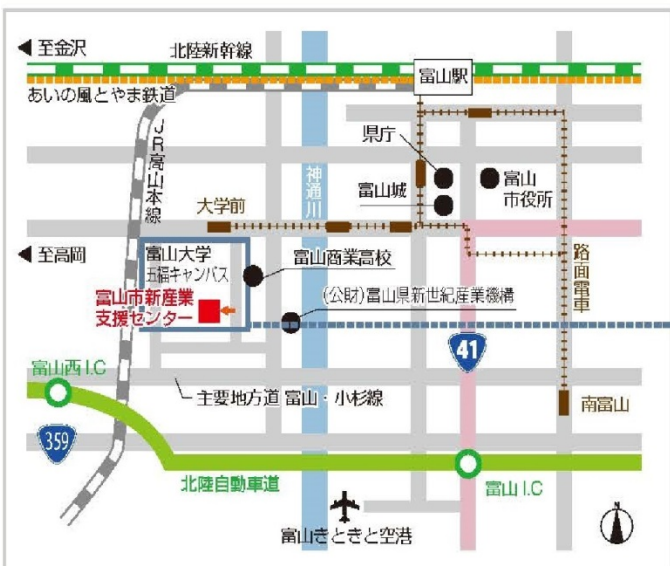 至金沢
北陸新幹線
富山駅
あいの風とやま鉄道
JR高山本線
県庁
神通川
富山城
富山
市役所
大学前
至高岡
富山大学
五福キャンパス
富山商業高校
路面電車
富山市新産業
支援センター
(公財)富山県新世紀産業機構
41
富山西I.C
主要地方道 富山・小杉線
南富山
359
北陸自動車道
富山I.C
富山きときと空港
N